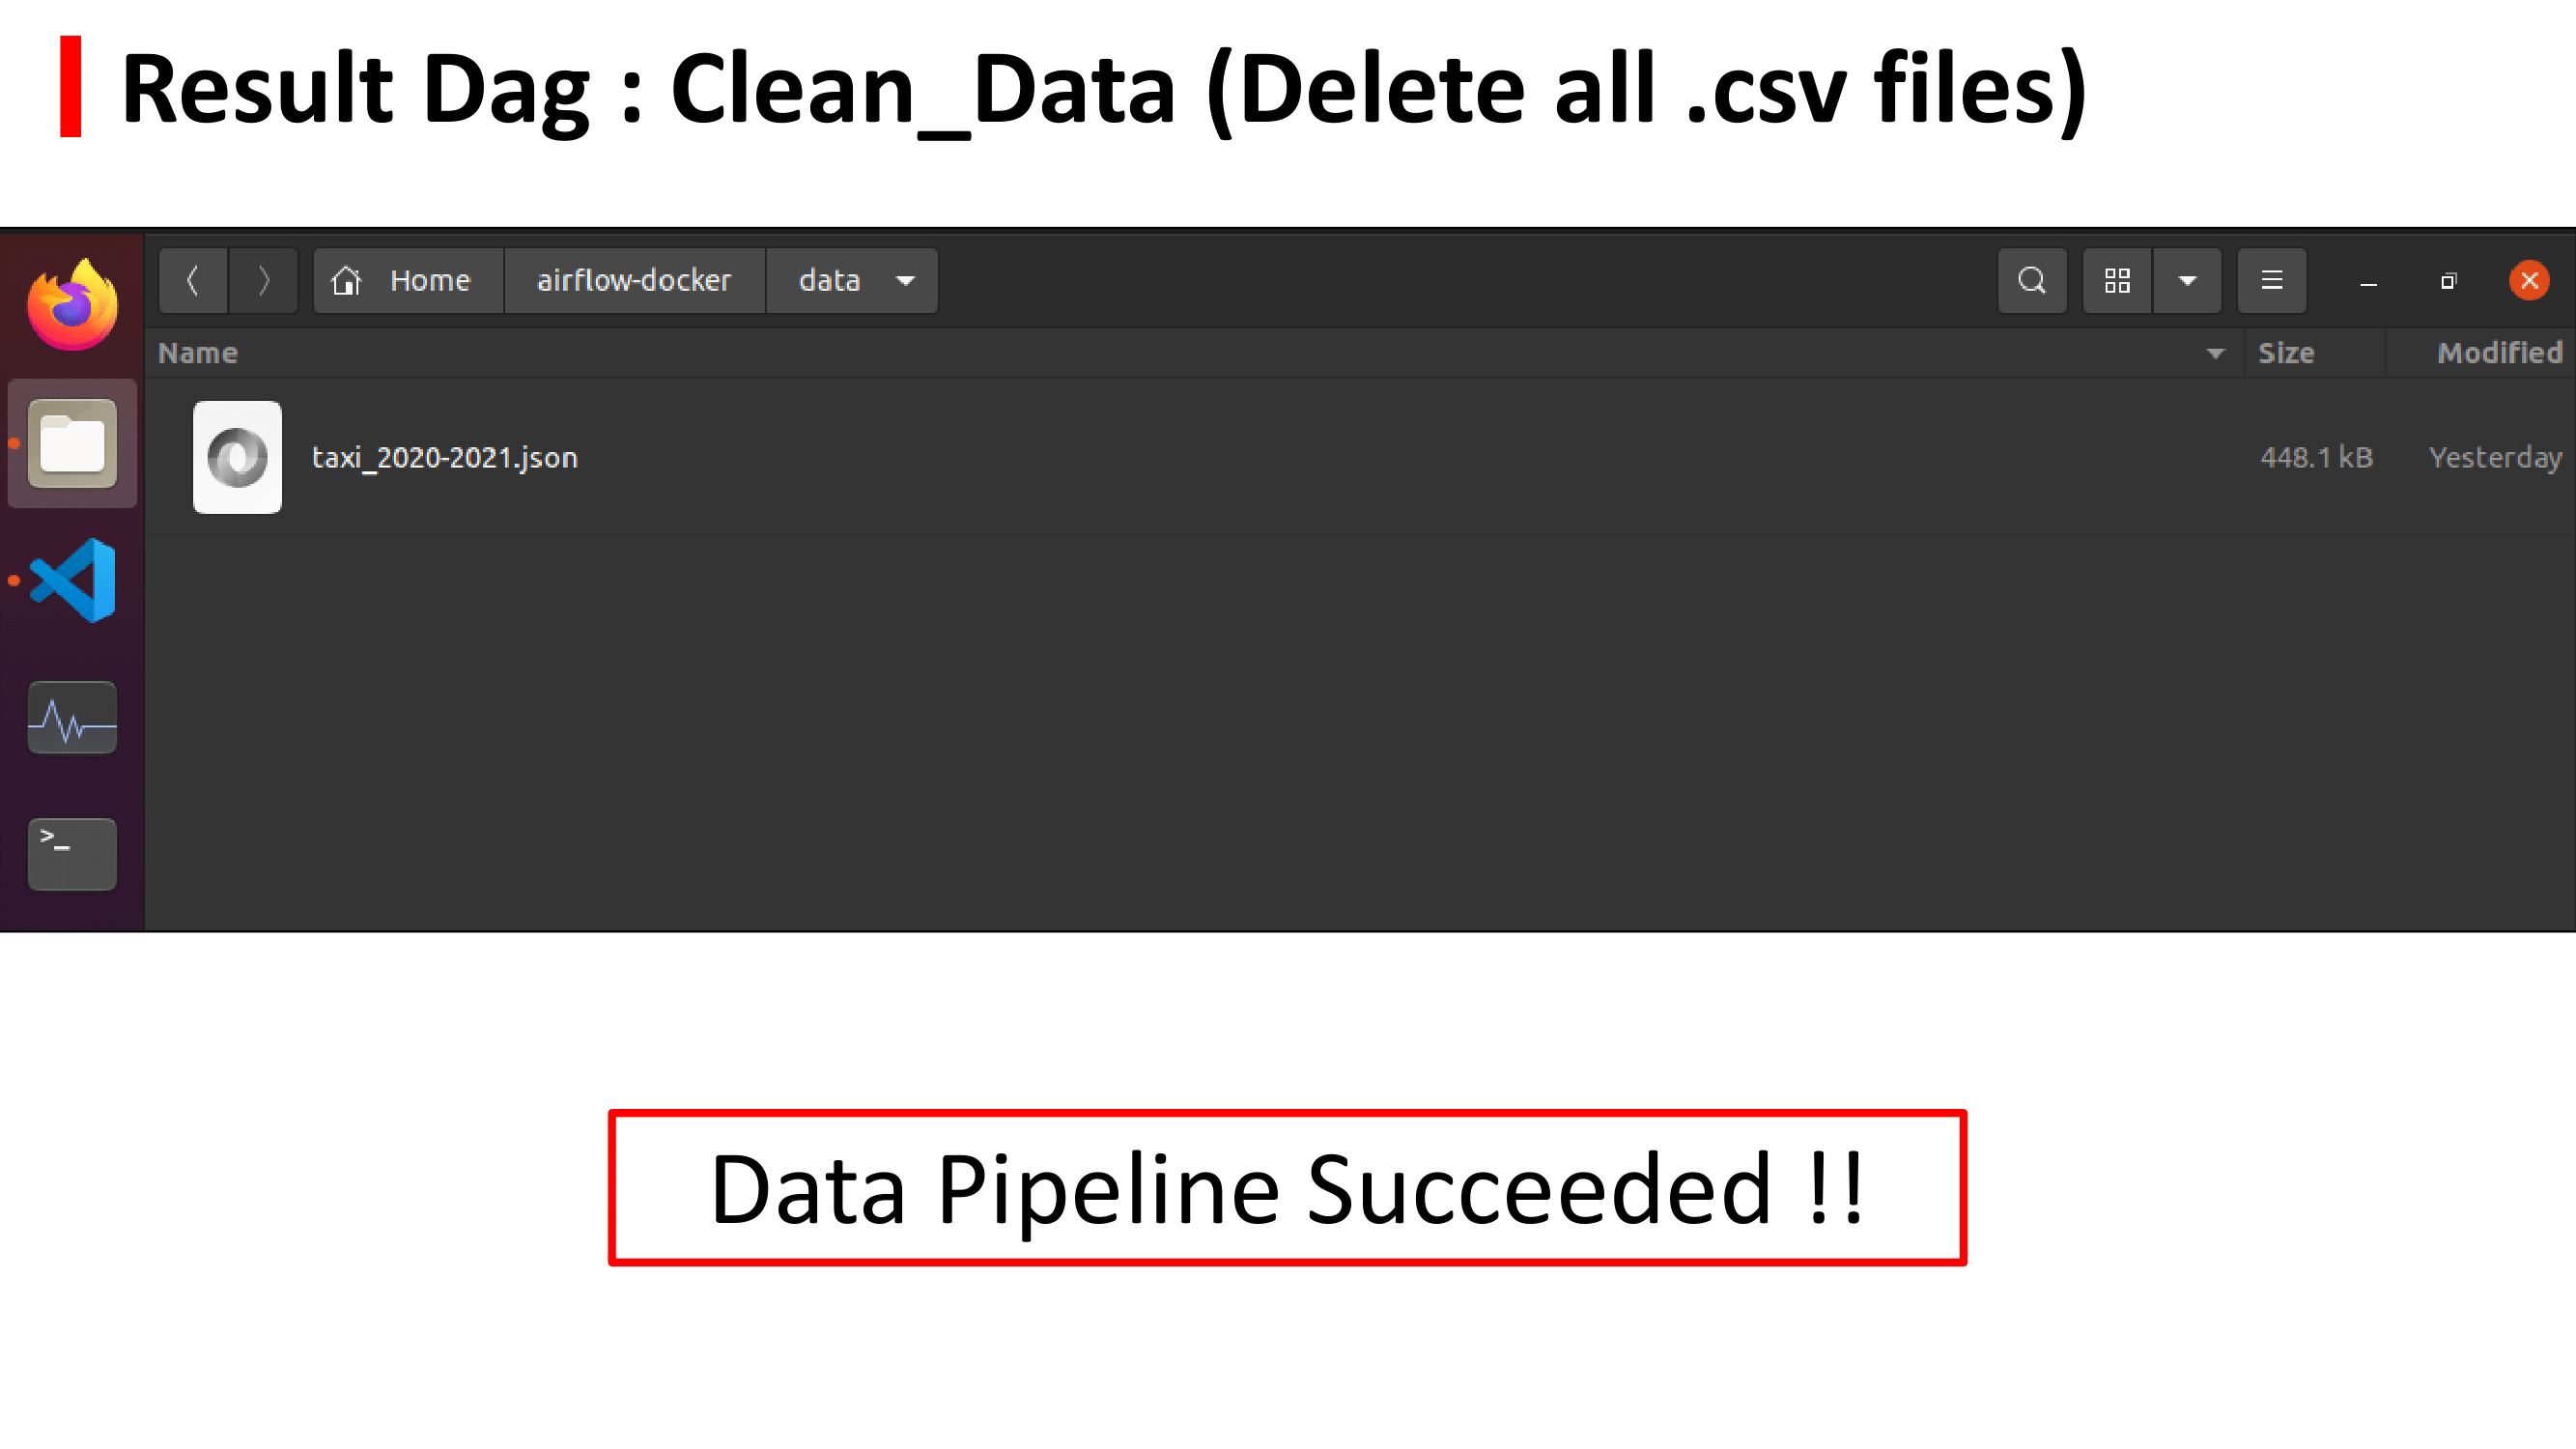 Result Dag : Clean_Data (Delete all .csv files)
Home airflow-docker data
Name Size Modified
taxi_2020-2021.json 448.1 kB Yesterday
>_
Data Pipeline Succeeded !!